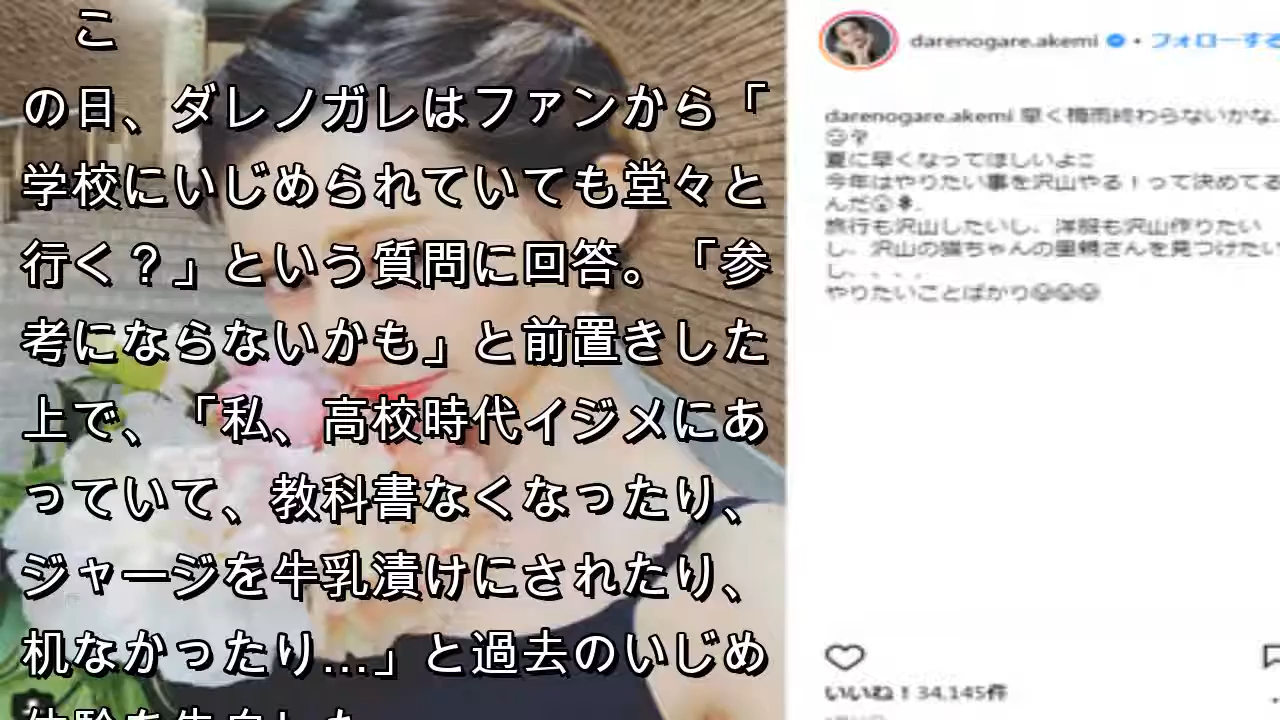 こ
の日、ダレノガレはファンから「
学校にいじめられていても堂々と
行く？」という質問に回答。「参
考にならないかも」と前置きした
上で、「私、高校時代イジメにあ
っていて、教科書なくなったり、
ジャージを牛乳漬けにされたり、
机なかったり…」と過去のいじめ
darenogare.akemi • フォローする
darenogare.akemi 早く梅雨終わらないかな
夏に早くなってほしいよ
今年はやりたい事を沢山やる！って決めてる
んだ
旅行も沢山したいし、洋服も沢山作りたい
し、沢山の猫ちゃんの里親さんを見つけたい
し、、、、
やりたいことばかり
いいね！34,145件